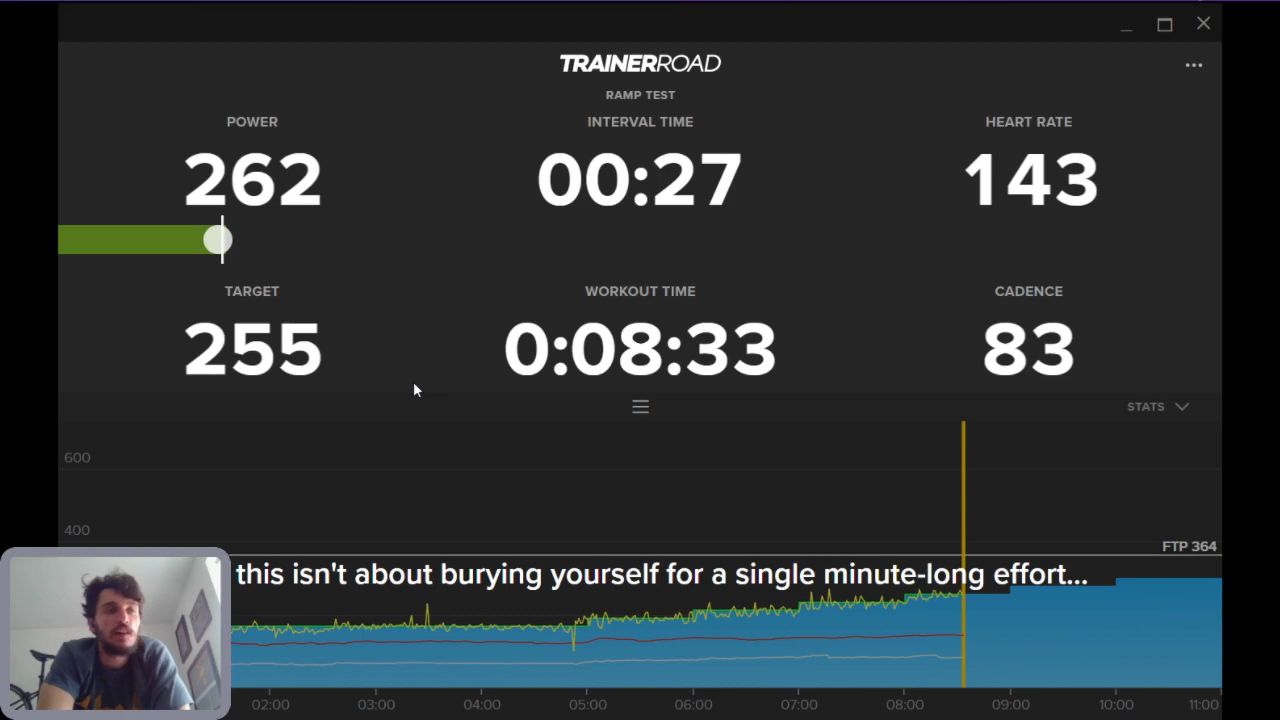 TRAINERROAD
RAMP TEST
POWER
INTERVAL TIME
HEART RATE
262
00:27
143
TARGET
WORKOUT TIME
CADENCE
255
0:08:33
83
STATS
600
400
FTP 364
this isn't about burying yourself for a single minute-long effort...
02:00 03:00 04:00 05:00 06:00 07:00 08:00 09:00 10:00 11:00